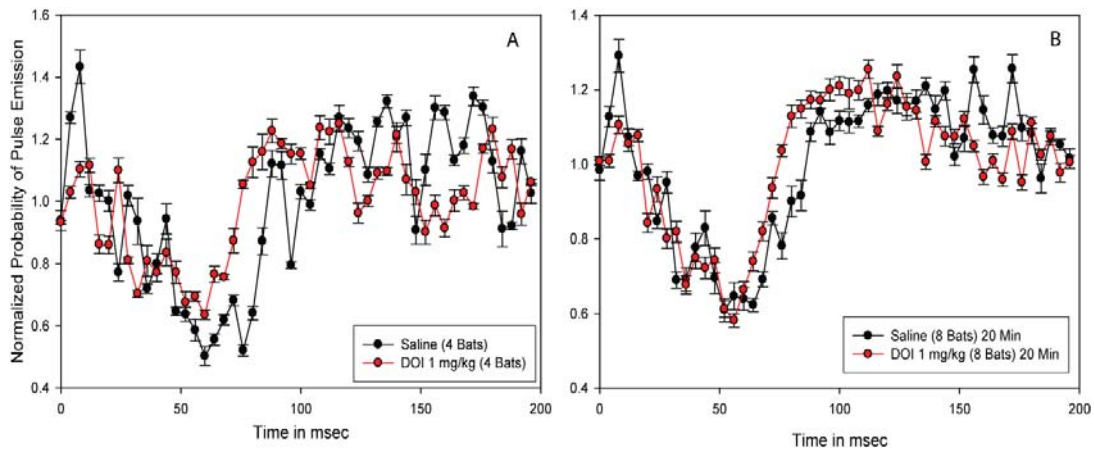 Normalized Probability of Pulse Emission
1.6
1.4
1.2
1.0
0.8
0.6
0.4
A
Saline (4 Bats)
DOI 1 mg/kg (4 Bats)
0 50 100 150 200
Time in msec
1.4
1.2
1.0
0.8
0.6
0.4
B
Saline (8 Bats) 20 Min
DOI 1 mg/kg (8 Bats) 20 Min
0 50 100 150 200
Time in msec